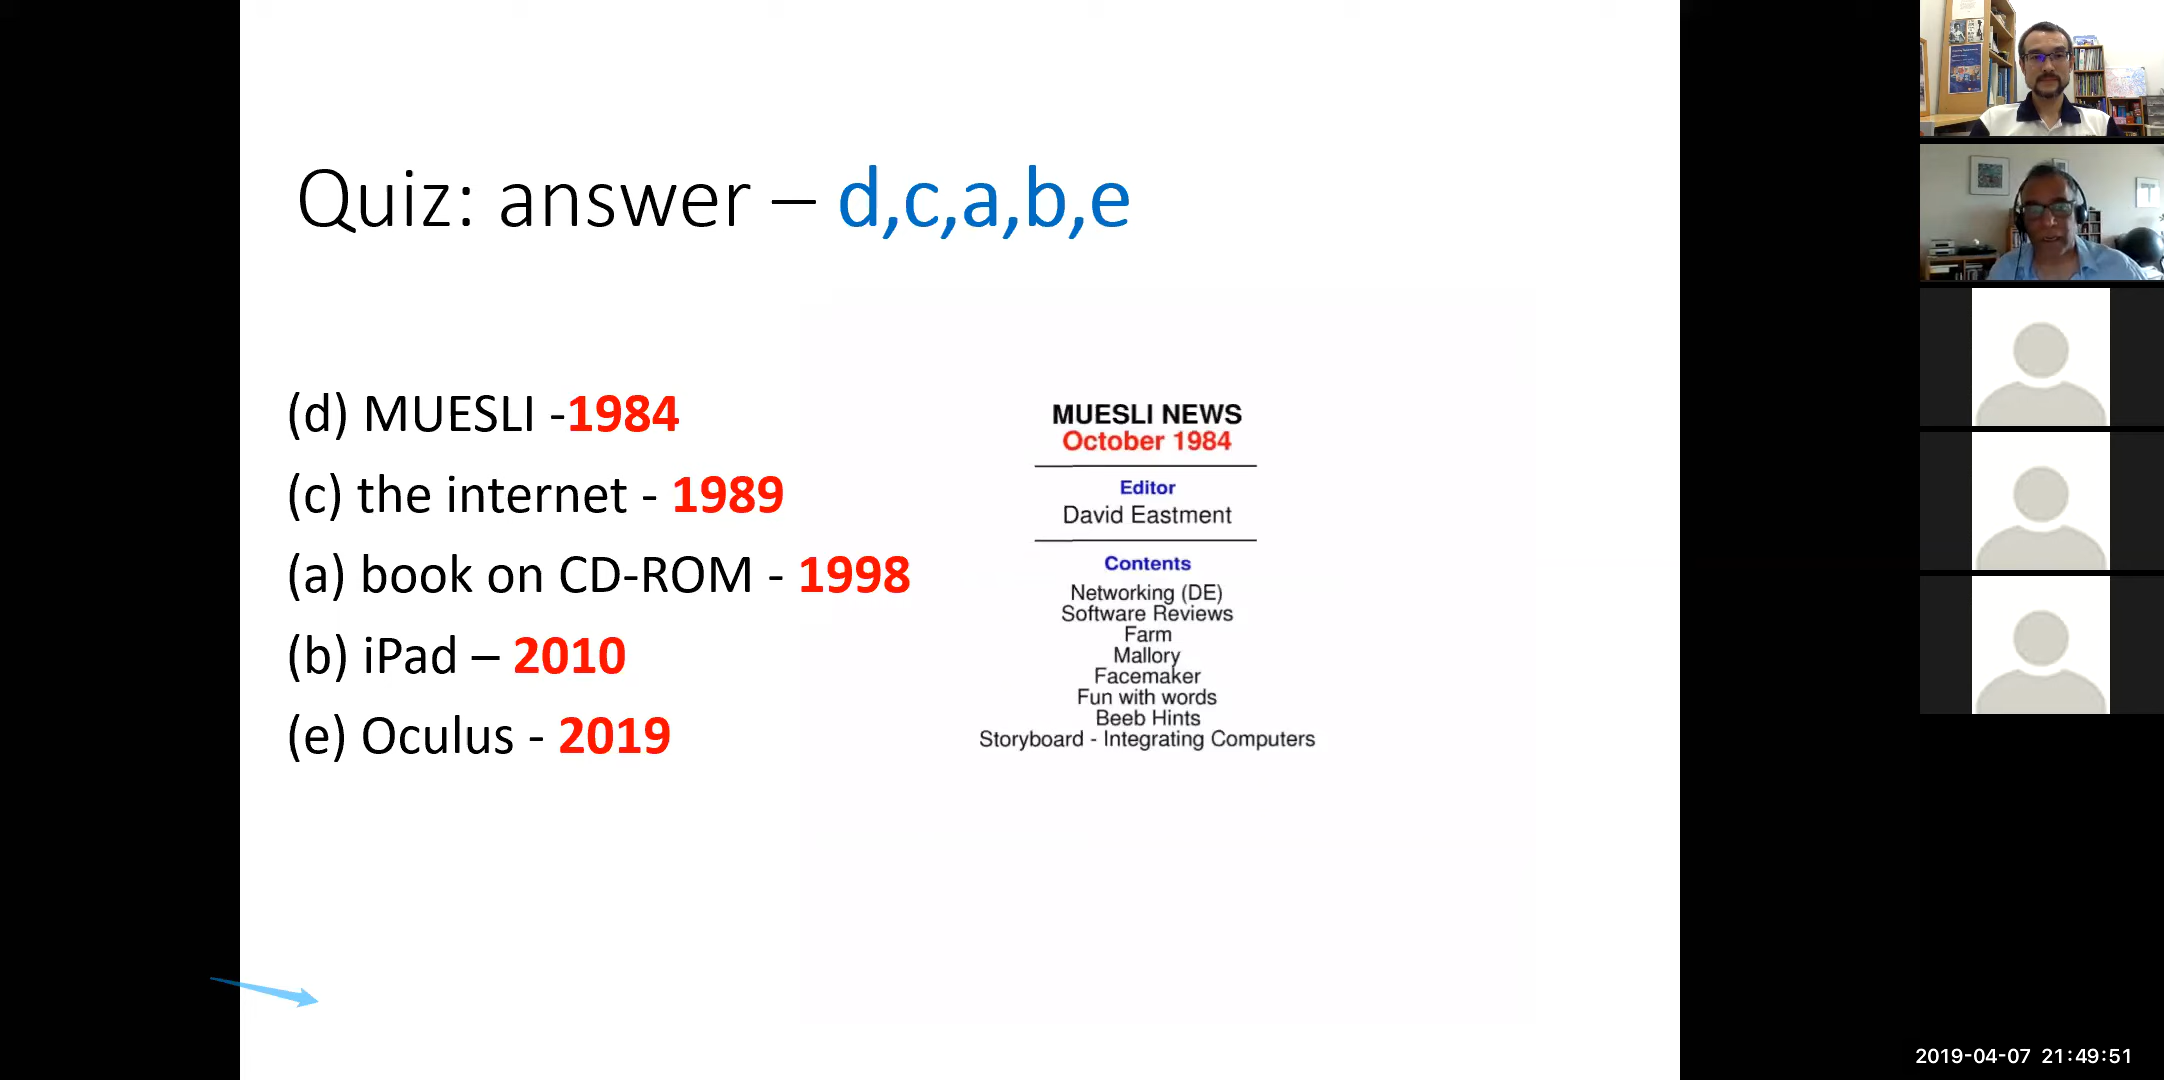 Quiz: answer – d,c,a,b,e
(d) MUESLI -1984
(c) the internet - 1989
(a) book on CD-ROM - 1998
(b) iPad – 2010
(e) Oculus - 2019
MUESLI NEWS
October 1984
Editor
David Eastment
Contents
Networking (DE)
Software Reviews
Farm
Mallory
Facemaker
Fun with words
Beeb Hints
Storyboard - Integrating Computers
2019-04-07 21:49:51